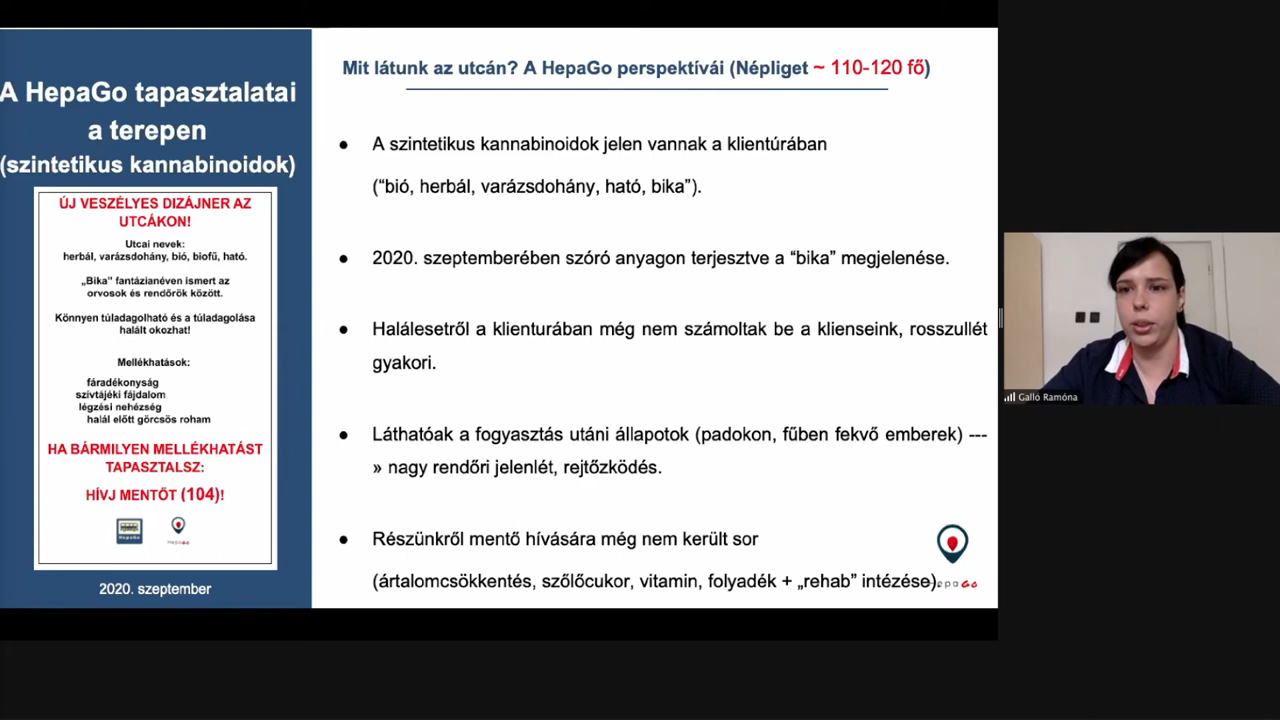 A HepaGo tapasztalatai
a terepen
(szintetikus kannabinoidok)
ÚJ VESZÉLYES DIZÁJNER AZ
UTCÁKON!
Utcai nevek:
herbál, varázsdohány, bió, biofű, ható.
„Bika” fantázianéven ismert az
orvosok és rendőrök között.
Könnyen túladagolható és a túladagolása
halált okozhat!
Mellékhatások:
fáradékonyság
szívtájéki fájdalom
légzési nehézség
halál előtt görcsös roham
HA BÁRMILYEN MELLÉKHATÁST
TAPASZTALSZ:
HÍVJ MENTŐT (104)!
HepaGo
HepaGo
2020. szeptember
Mit látunk az utcán? A HepaGo perspektívái (Népliget ~ 110-120 fő)
● A szintetikus kannabinoidok jelen vannak a klientúrában
(“bió, herbál, varázsdohány, ható, bika”).
● 2020. szeptemberében szóró anyagon terjesztve a “bika” megjelenése.
● Halálesetről a klienturában még nem számoltak be a klienseink, rosszullét
gyakori.
● Láthatóak a fogyasztás utáni állapotok (padokon, fűben fekvő emberek) ---
» nagy rendőri jelenlét, rejtőzködés.
● Részünkről mentő hívására még nem került sor
(ártalomcsökkentés, szőlőcukor, vitamin, folyadék + „rehab” intézése).
HepaGo
Galló Ramóna